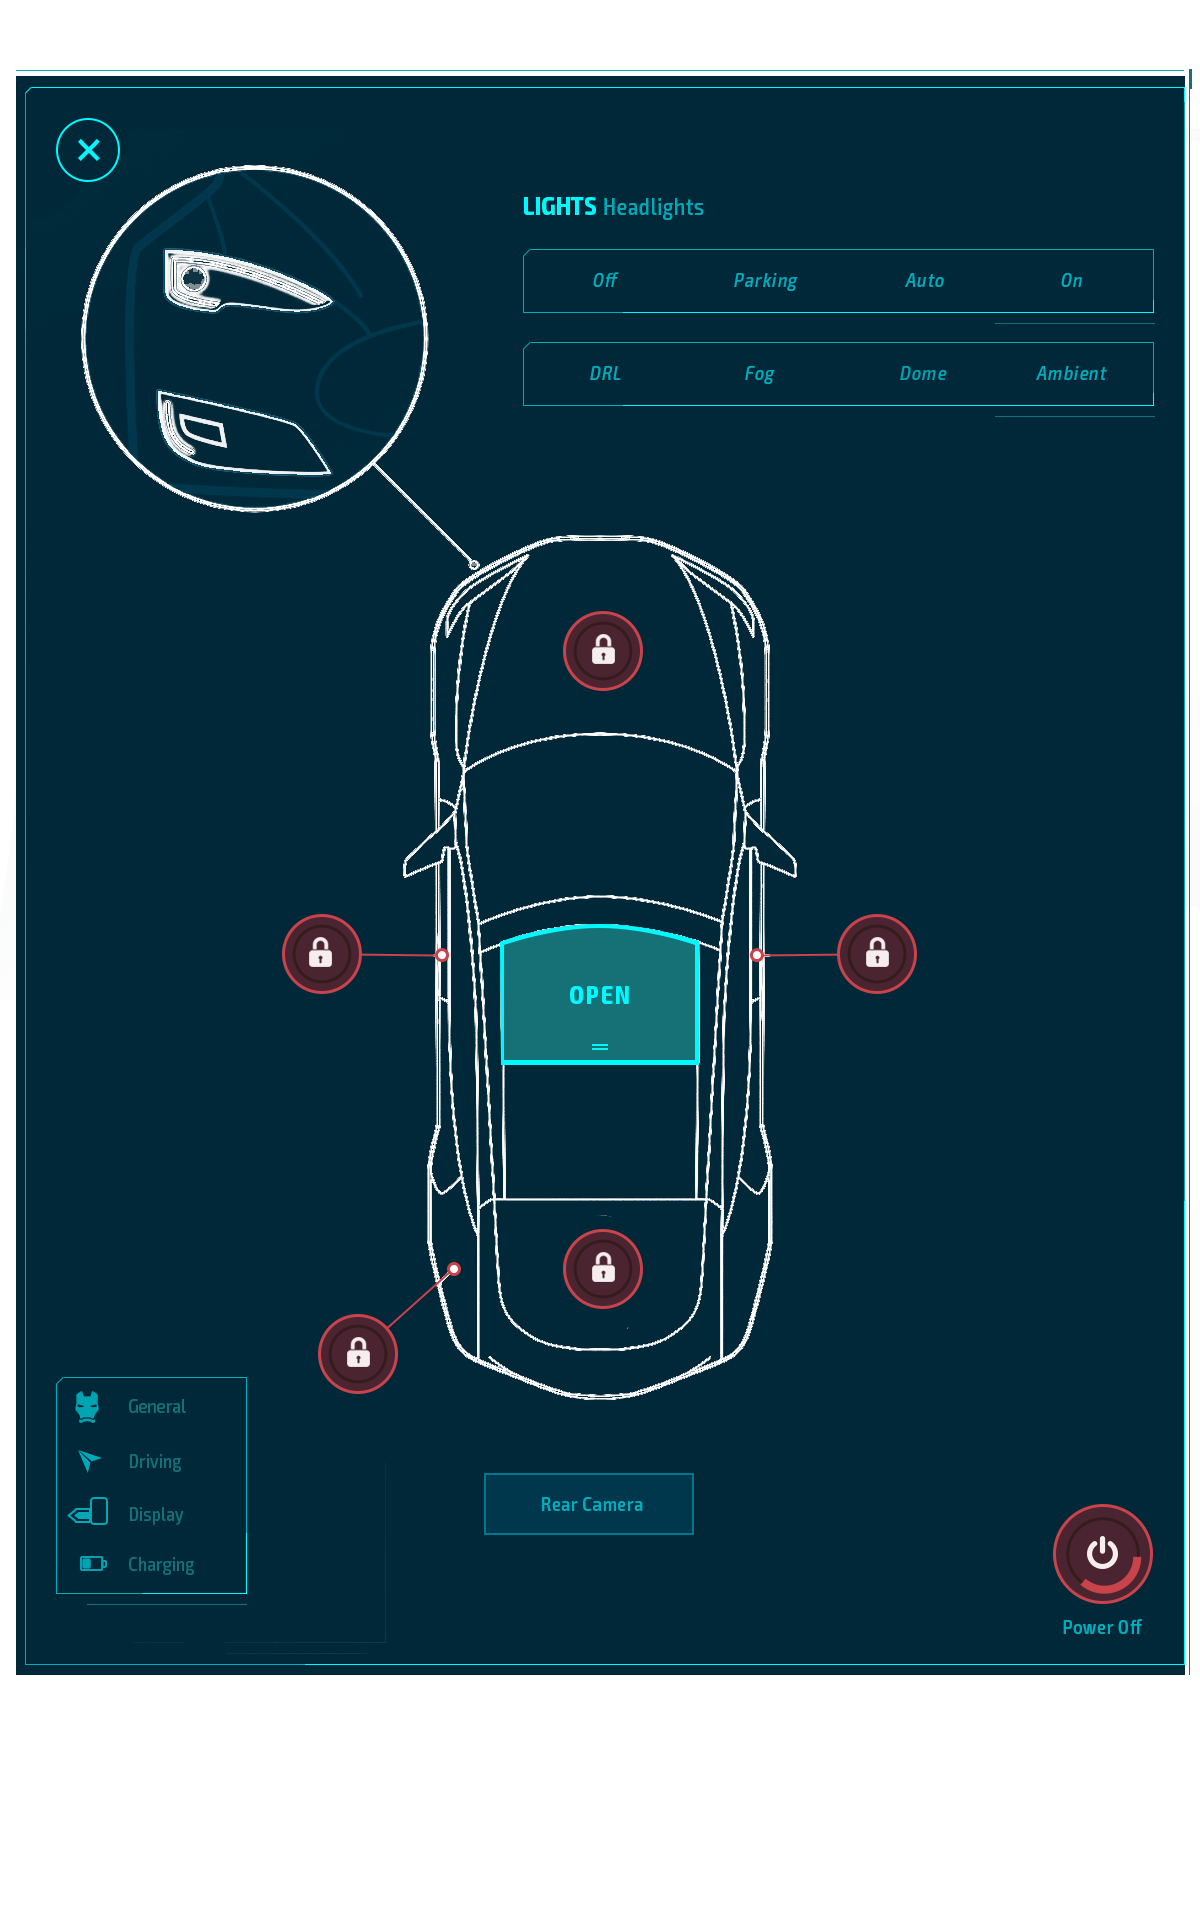 LIGHTS Headlights
Off Parking Auto On
DRL Fog Dome Ambient
OPEN
General
Driving
Display
Charging
Rear Camera
Power Off